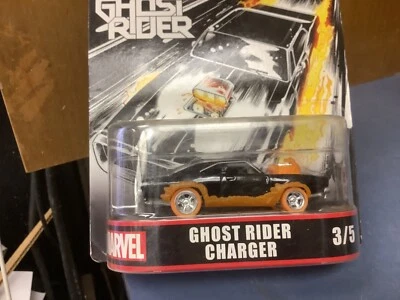 GHOST
RIDER
MARVEL
GHOST RIDER
CHARGER
3/5